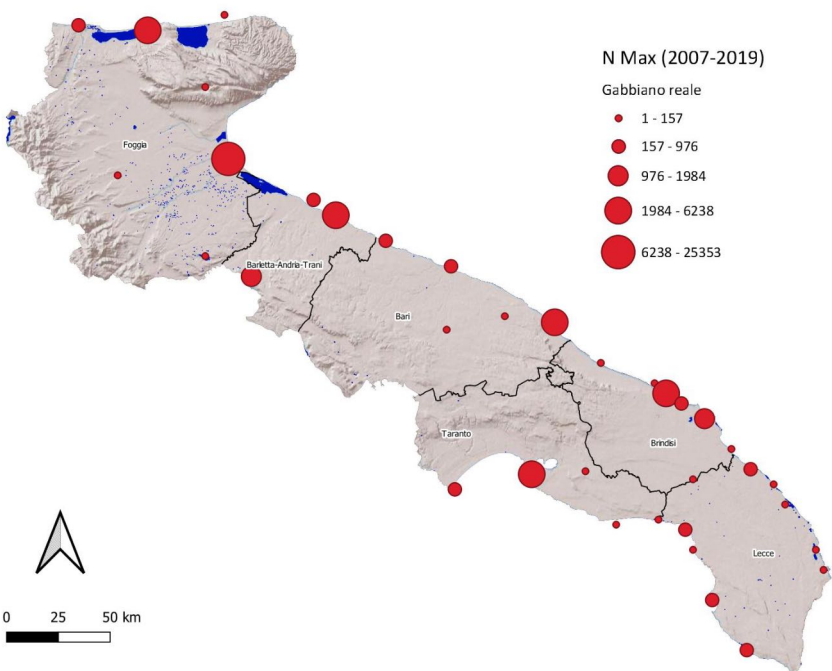 N Max (2007-2019)
Gabbiano reale
1 - 157
157 - 976
976 - 1984
1984 - 6238
6238 - 25353
Foggia
Barletta-Andria-Trani
Bari
Taranto
Brindisi
Lecce
0 25 50 km